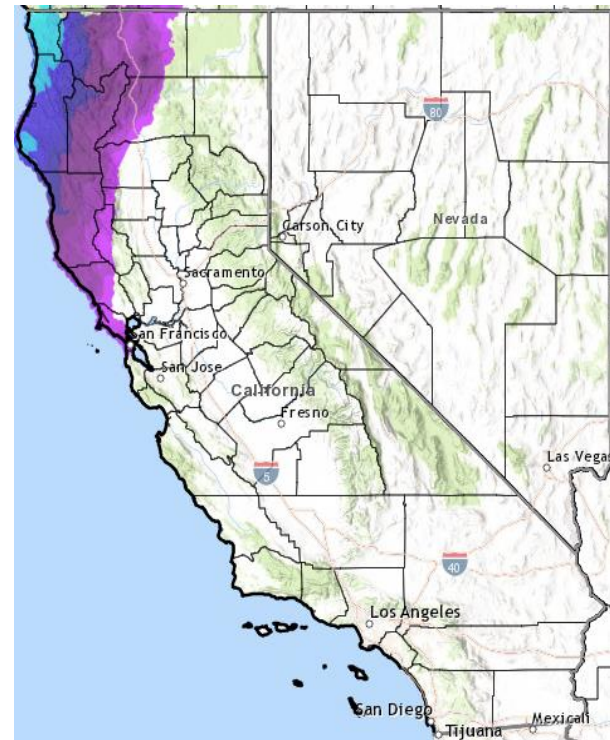 80
Nevada
Carson City
Sacramento
San Francisco
San Jose
California
Fresno
Las Vegas
5
40
Los Angeles
San Diego
Mexicali
Tijuana